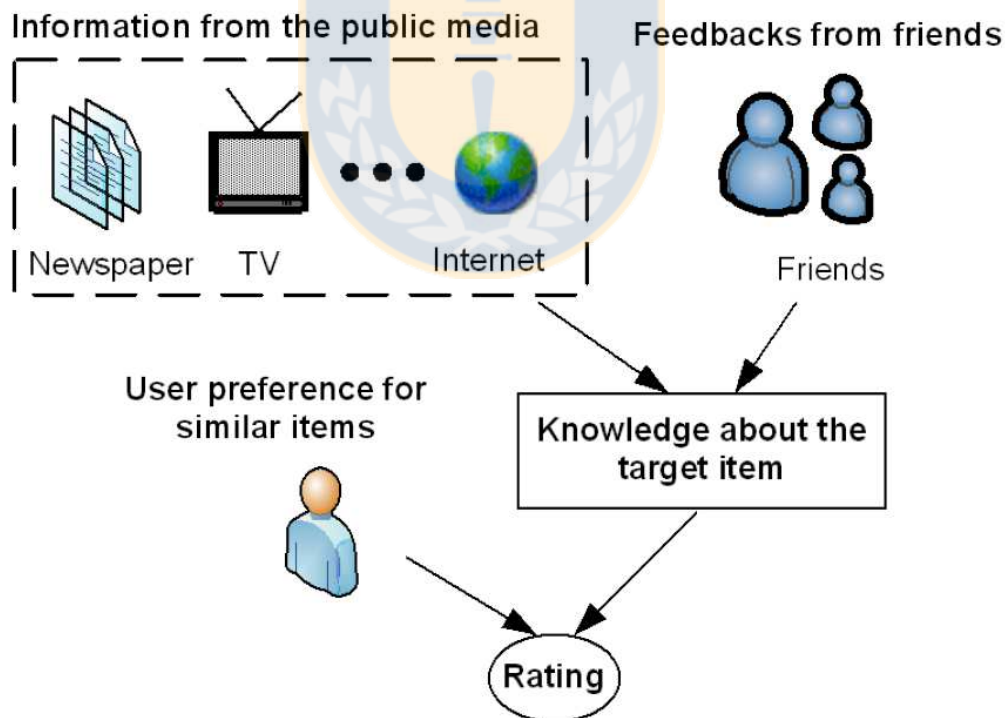 Information from the public media
Feedbacks from friends
Newspaper
TV
Internet
Friends
User preference for
similar items
Knowledge about the
target item
Rating